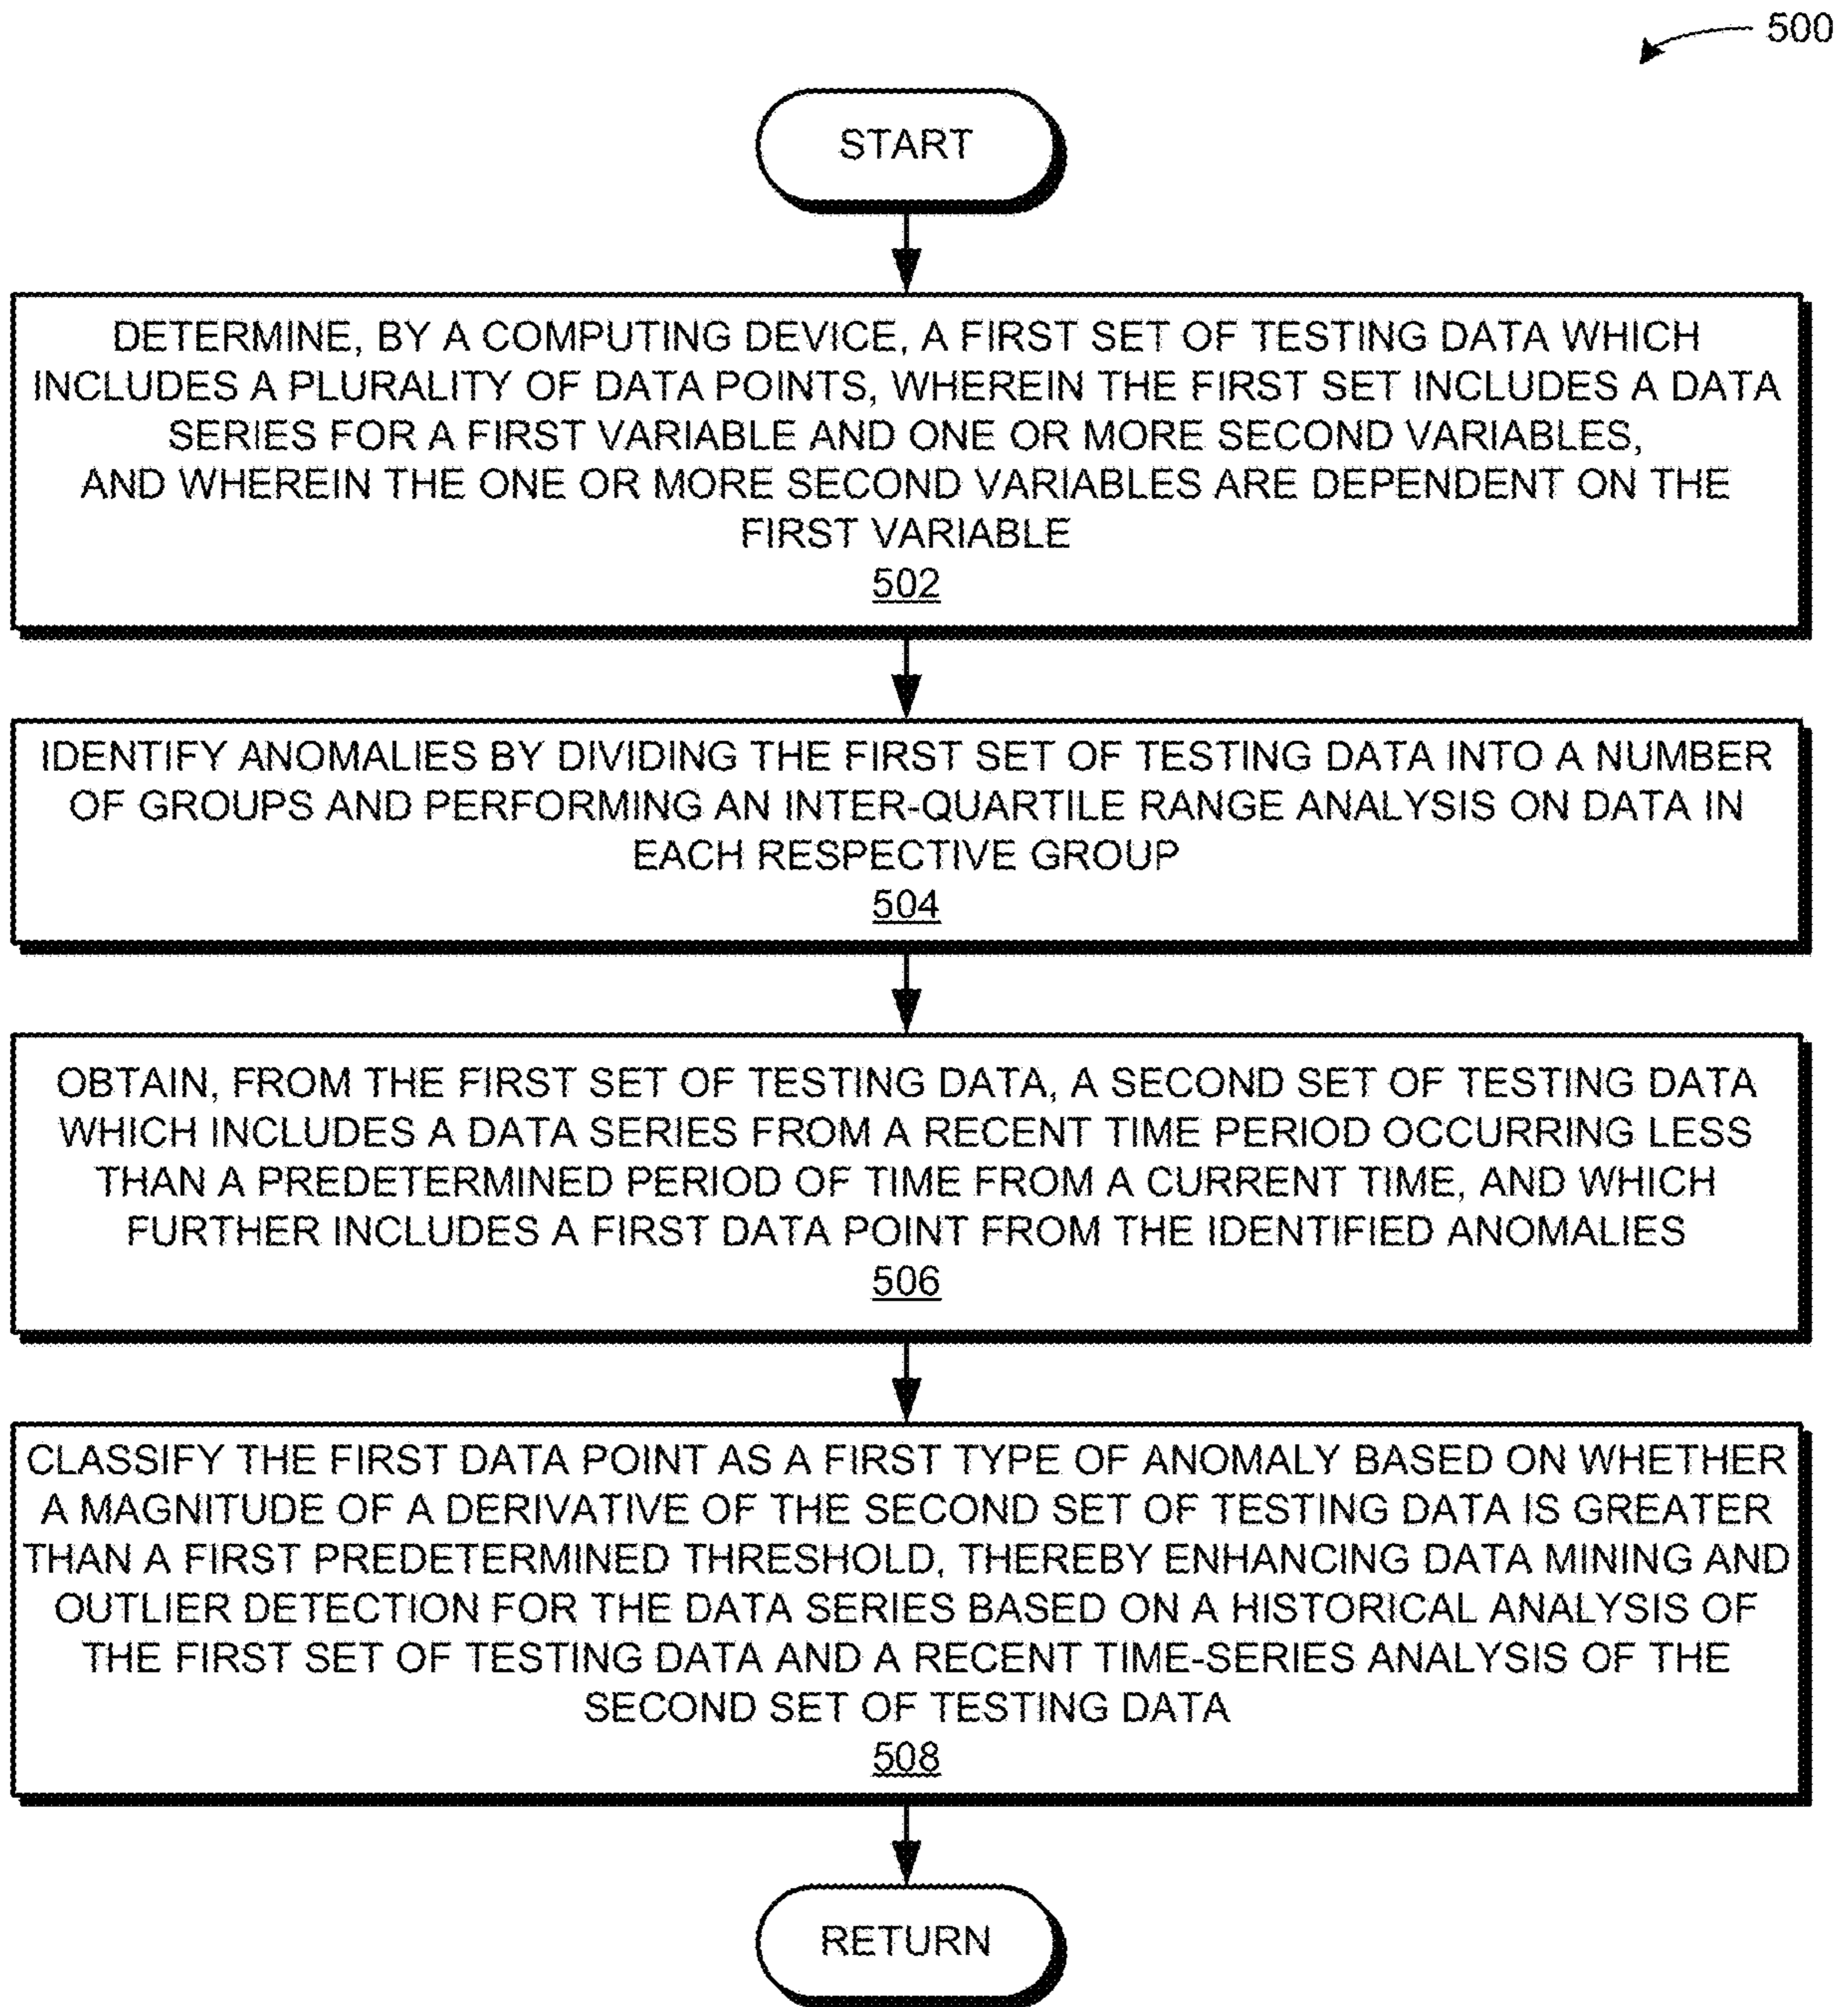 500
START
DETERMINE, BY A COMPUTING DEVICE, A FIRST SET OF TESTING DATA WHICH
INCLUDES A PLURALITY OF DATA POINTS, WHEREIN THE FIRST SET INCLUDES A DATA
SERIES FOR A FIRST VARIABLE AND ONE OR MORE SECOND VARIABLES,
AND WHEREIN THE ONE OR MORE SECOND VARIABLES ARE DEPENDENT ON THE
FIRST VARIABLE
502
IDENTIFY ANOMALIES BY DIVIDING THE FIRST SET OF TESTING DATA INTO A NUMBER
OF GROUPS AND PERFORMING AN INTER-QUARTILE RANGE ANALYSIS ON DATA IN
EACH RESPECTIVE GROUP
504
OBTAIN, FROM THE FIRST SET OF TESTING DATA, A SECOND SET OF TESTING DATA
WHICH INCLUDES A DATA SERIES FROM A RECENT TIME PERIOD OCCURRING LESS
THAN A PREDETERMINED PERIOD OF TIME FROM A CURRENT TIME, AND WHICH
FURTHER INCLUDES A FIRST DATA POINT FROM THE IDENTIFIED ANOMALIES
506
CLASSIFY THE FIRST DATA POINT AS A FIRST TYPE OF ANOMALY BASED ON WHETHER
A MAGNITUDE OF A DERIVATIVE OF THE SECOND SET OF TESTING DATA IS GREATER
THAN A FIRST PREDETERMINED THRESHOLD, THEREBY ENHANCING DATA MINING AND
OUTLIER DETECTION FOR THE DATA SERIES BASED ON A HISTORICAL ANALYSIS OF
THE FIRST SET OF TESTING DATA AND A RECENT TIME-SERIES ANALYSIS OF THE
SECOND SET OF TESTING DATA
508
RETURN